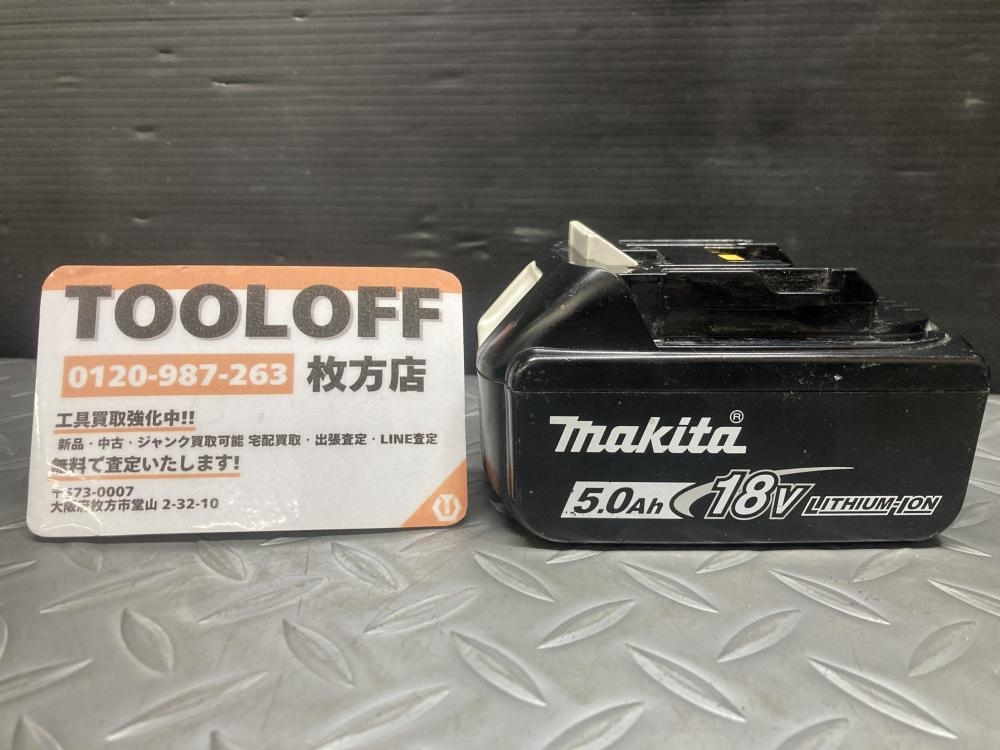 TOOLOFF
0120-987-263 枚方店
工具買取強化中!!
新品・中古・ジャンク買取可能 宅配買取・出張査定・LINE査定
無料で査定いたします!
〒573-0007
大阪府枚方市堂山 2-32-10
makita®
5.0Ah 18V LITHIUM-ION